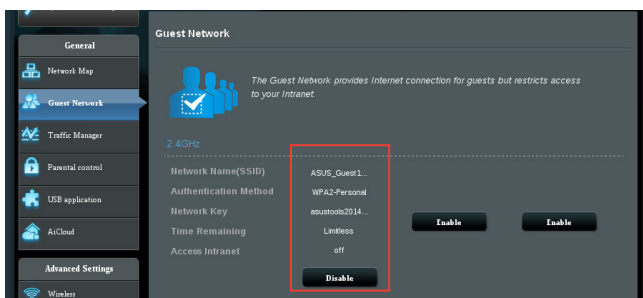 General
Network Map
Guest Network
Traffic Manager
Parental control
USB application
AiCloud
Advanced Settings
Wireless
Guest Network
The Guest Network provides Internet connection for guests but restricts access
to your Intranet.
2.4GHz
Network Name(SSID) ASUS_Guest1...
Authentication Method WPA2-Personal
Network Key asustools2014...
Enable Enable
Time Remaining Limitless
Access Intranet off
Disable